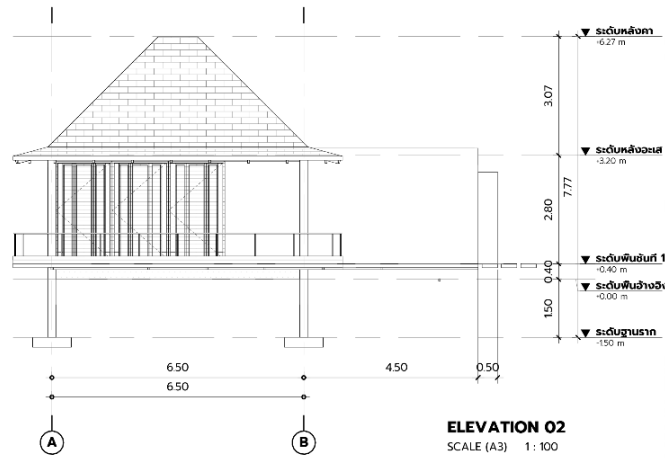 ระดับหลังคา
+6.27 m
3.07
ระดับหลังอะเส
+3.20 m
7.77
2.80
ระดับพื้นชั้นที่ 1
+0.40 m
0.40
ระดับพื้นอ้างอิง
+0.00 m
1.50
ระดับฐานราก
-1.50 m
6.50 4.50 0.50
6.50
A B
ELEVATION 02
SCALE (A3) 1 : 100